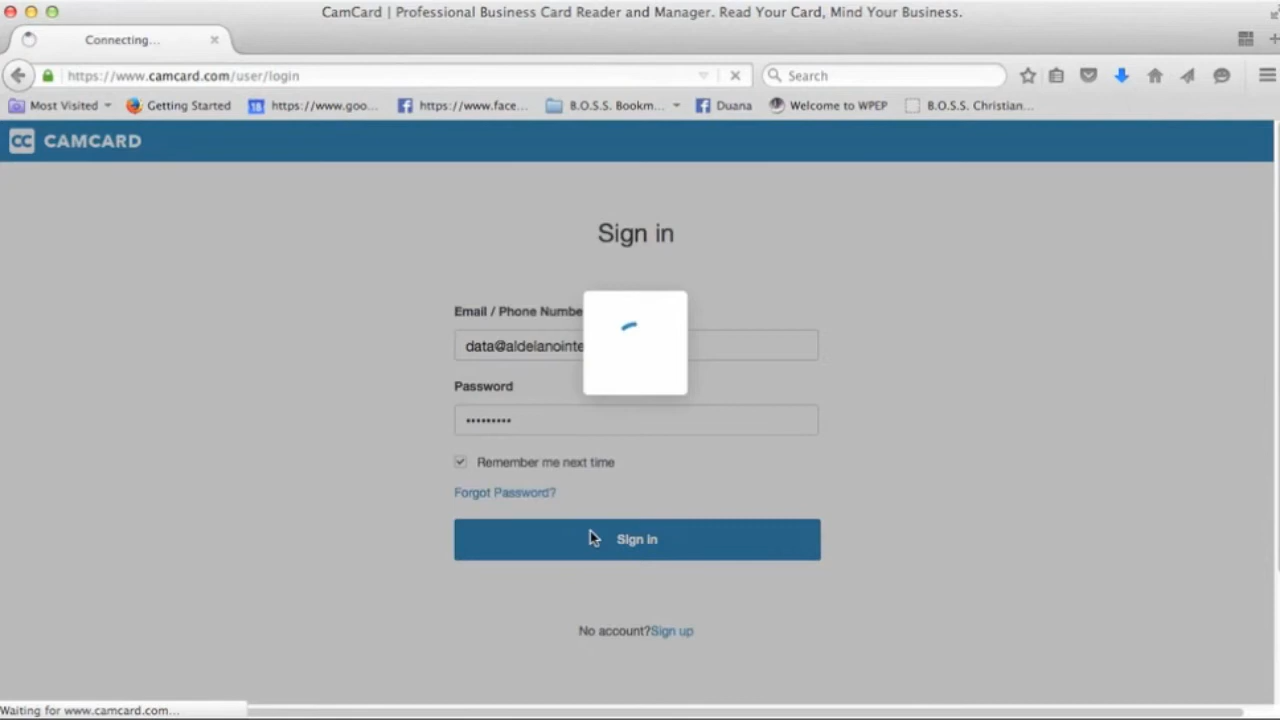 CamCard | Professional Business Card Reader and Manager. Read Your Card, Mind Your Business.
Connecting...
https://www.camcard.com/user/login
Search
Most Visited
Getting Started
18
https://www.goo...
https://www.face...
B.O.S.S. Bookm...
Duana
Welcome to WPEP
B.O.S.S. Christian...
CC CAMCARD
Sign in
Email / Phone Numbe
data@aldelanointe
Password
Remember me next time
Forgot Password?
Sign in
No account?Sign up
Waiting for www.camcard.com...